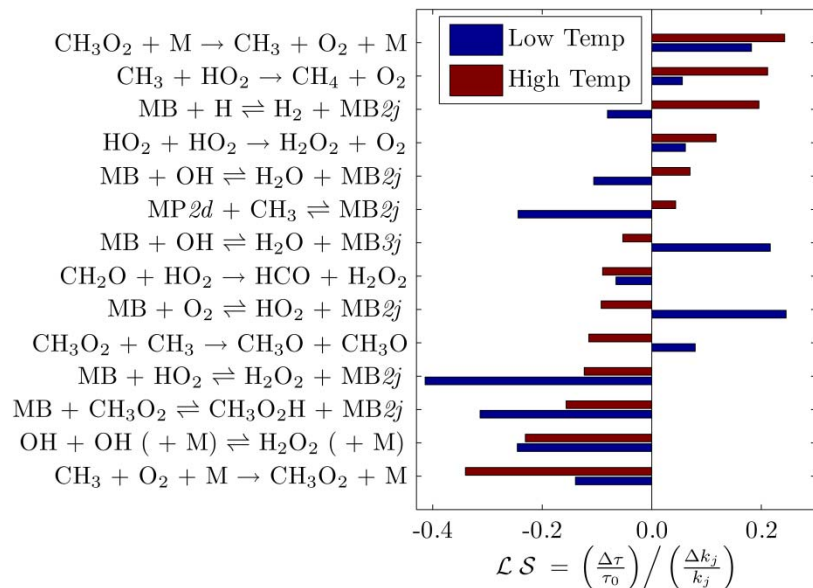 CH₃O₂ + M → CH₃ + O₂ + M
CH₃ + HO₂ → CH₄ + O₂
MB + H ⇌ H₂ + MB2j
HO₂ + HO₂ → H₂O₂ + O₂
MB + OH ⇌ H₂O + MB2j
MP2d + CH₃ ⇌ MB2j
MB + OH ⇌ H₂O + MB3j
CH₂O + HO₂ → HCO + H₂O₂
MB + O₂ ⇌ HO₂ + MB2j
CH₃O₂ + CH₃ → CH₃O + CH₃O
MB + HO₂ ⇌ H₂O₂ + MB2j
MB + CH₃O₂ ⇌ CH₃O₂H + MB2j
OH + OH ( + M) ⇌ H₂O₂ ( + M)
CH₃ + O₂ + M → CH₃O₂ + M
Low Temp
High Temp
-0.4 -0.2 0.0 0.2
ℒ 𝒮 = (Δτ/τ₀) / (Δkⱼ/kⱼ)